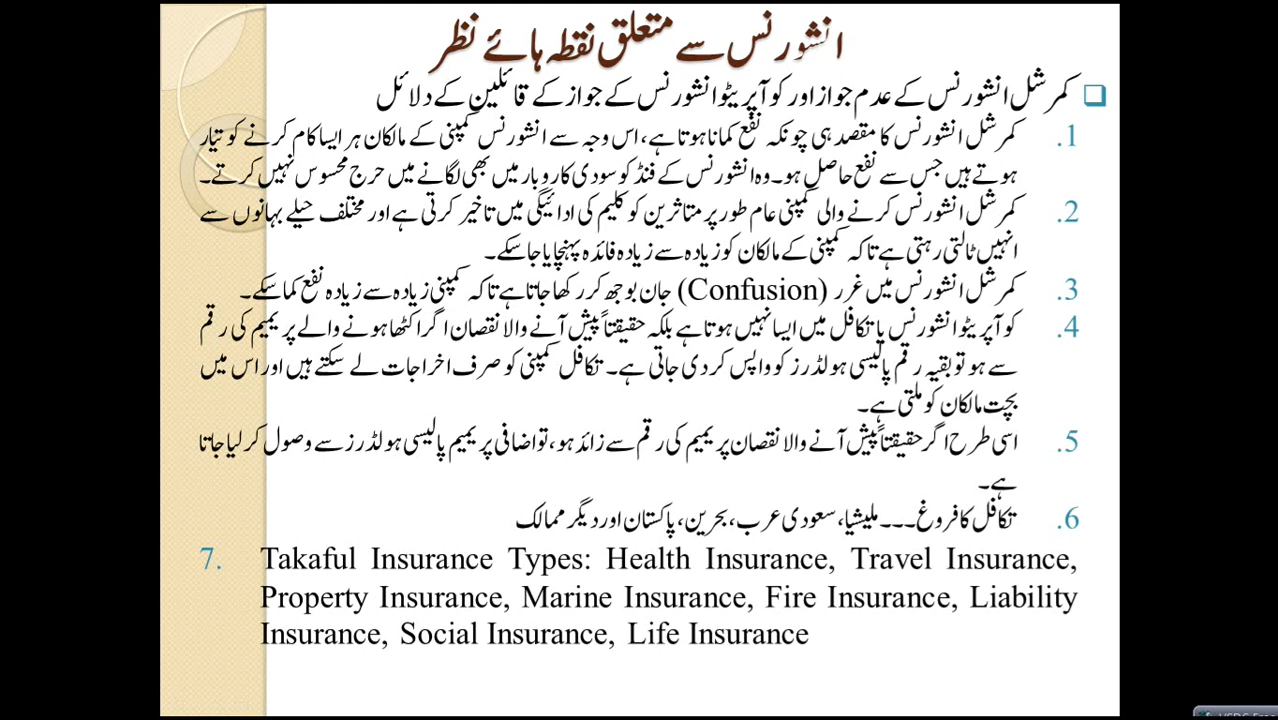 انشورنس سے متعلق نقطہ ہائے نظر
کمرشل انشورنس کے عدم جواز اور کوآپریٹو انشورنس کے جواز کے قائلین کے دلائل
1. کمرشل انشورنس کا مقصد ہی چونکہ نفع کمانا ہوتا ہے، اس وجہ سے انشورنس کمپنی کے مالکان ہر ایسا کام کرنے کو تیار
ہوتے ہیں جس سے نفع حاصل ہو۔ وہ انشورنس کے فنڈ کو سودی کاروبار میں بھی لگانے میں حرج محسوس نہیں کرتے۔
2. کمرشل انشورنس کرنے والی کمپنی عام طور پر متاثرین کو کلیم کی ادائیگی میں تاخیر کرتی ہے اور مختلف حیلے بہانوں سے
انہیں ٹالتی رہتی ہے تاکہ کمپنی کے مالکان کو زیادہ سے زیادہ فائدہ پہنچایا جا سکے۔
3. کمرشل انشورنس میں غرر (Confusion) جان بوجھ کر رکھا جاتا ہے تاکہ کمپنی زیادہ سے زیادہ نفع کما سکے۔
4. کوآپریٹو انشورنس یا تکافل میں ایسا نہیں ہوتا ہے بلکہ حقیقتاً پیش آنے والا نقصان اگر اکٹھا ہونے والے پریمیم کی رقم
سے ہو تو بقیہ رقم پالیسی ہولڈرز کو واپس کر دی جاتی ہے۔ تکافل کمپنی کو صرف اخراجات لے سکتے ہیں اور اس میں
بچت مالکان کو ملتی ہے۔
5. اسی طرح اگر حقیقتاً پیش آنے والا نقصان پریمیم کی رقم سے زائد ہو، تو اضافی پریمیم پالیسی ہولڈرز سے وصول کر لیا جاتا
ہے۔
6. تکافل کا فروغ۔۔۔ ملیشیا، سعودی عرب، بحرین، پاکستان اور دیگر ممالک
7. Takaful Insurance Types: Health Insurance, Travel Insurance,
Property Insurance, Marine Insurance, Fire Insurance, Liability
Insurance, Social Insurance, Life Insurance